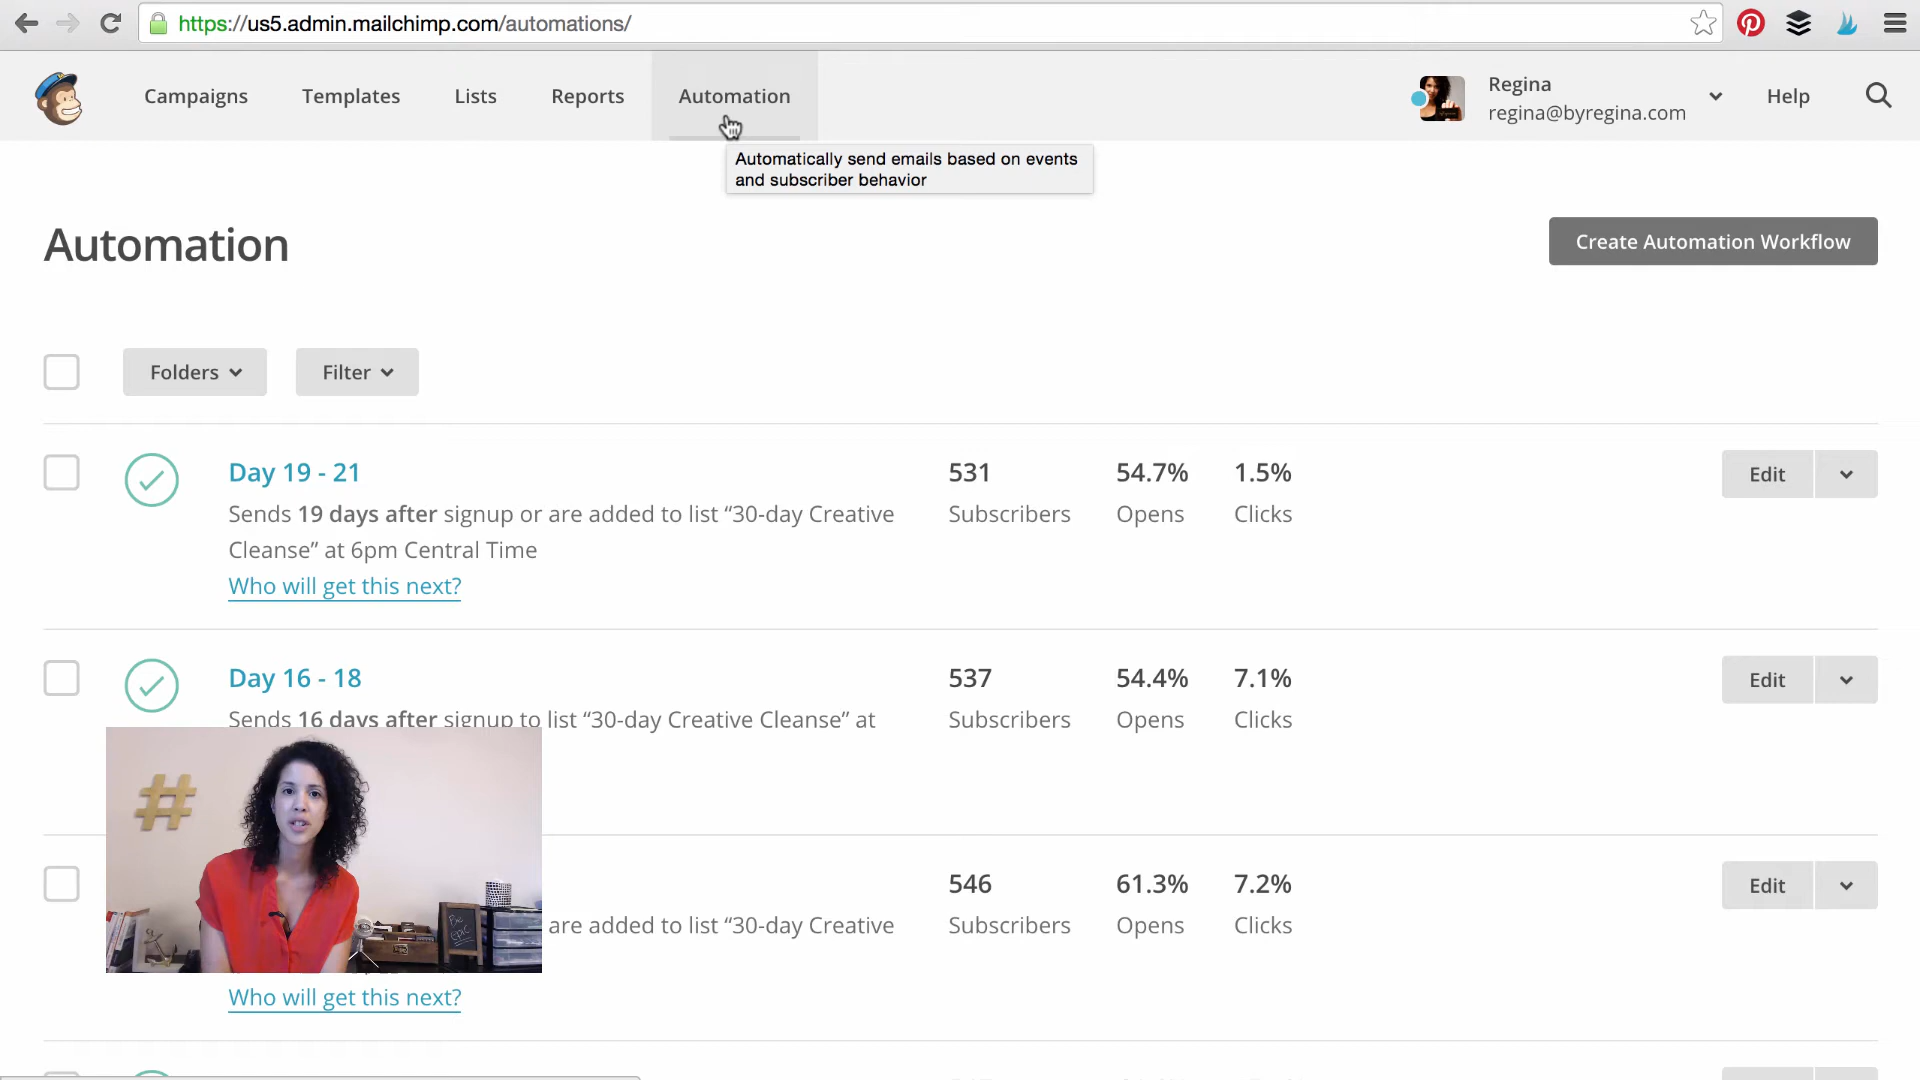 https://us5.admin.mailchimp.com/automations/
Campaigns
Templates
Lists
Reports
Automation
Regina
regina@byregina.com
Help
Automatically send emails based on events
and subscriber behavior
Automation
Create Automation Workflow
Folders
Filter
Day 19 - 21
531
54.7%
1.5%
Edit
Sends 19 days after signup or are added to list “30-day Creative
Subscribers
Opens
Clicks
Cleanse” at 6pm Central Time
Who will get this next?
Day 16 - 18
537
54.4%
7.1%
Edit
Sends 16 days after signup to list “30-day Creative Cleanse” at
Subscribers
Opens
Clicks
#
546
61.3%
7.2%
Edit
are added to list “30-day Creative
Subscribers
Opens
Clicks
epic
Who will get this next?